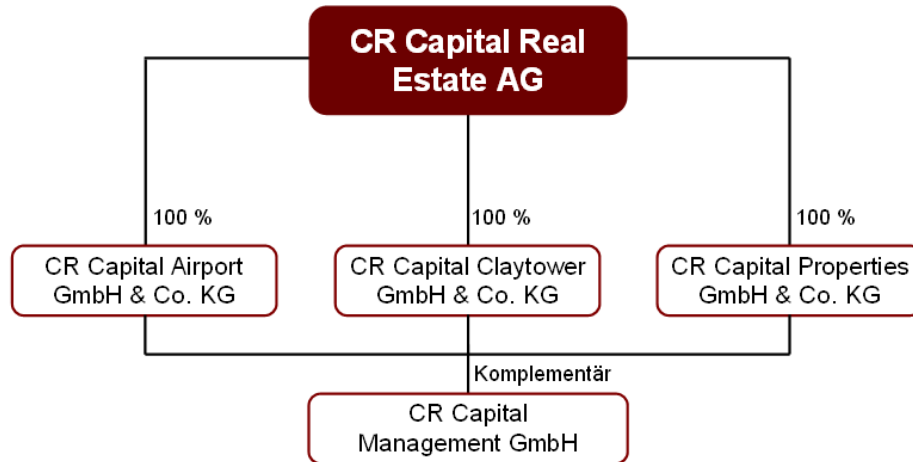 CR Capital Real
Estate AG
100 %
100 %
100 %
CR Capital Airport
GmbH & Co. KG
CR Capital Claytower
GmbH & Co. KG
CR Capital Properties
GmbH & Co. KG
Komplementär
CR Capital
Management GmbH